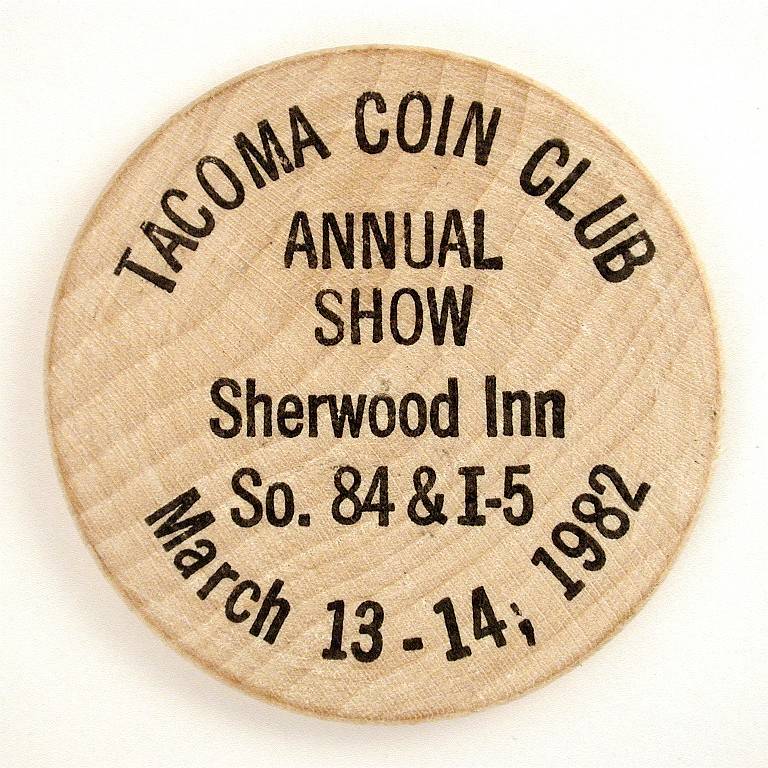 TACOMA COIN CLUB
ANNUAL
SHOW
Sherwood Inn
So. 84 & I-5
March 13-14, 1982